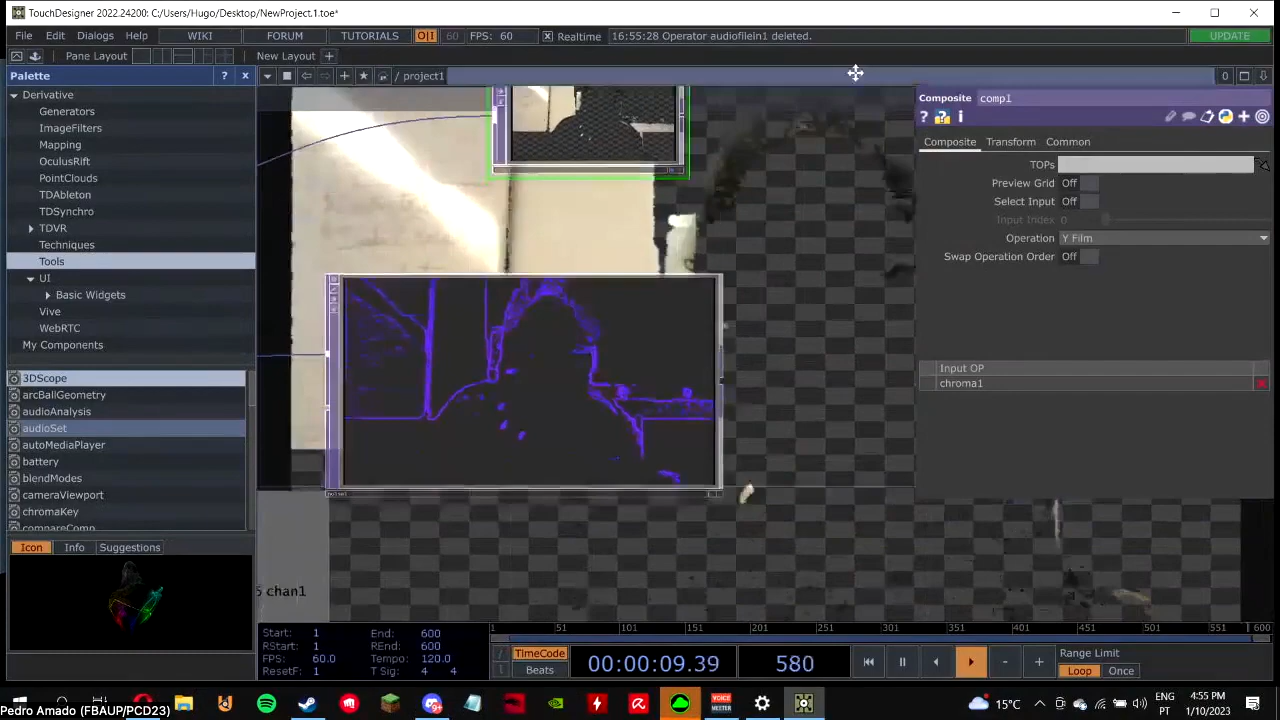 TouchDesigner 2022.24200: C:/Users/Hugo/Desktop/NewProject.1.toe*
File Edit Dialogs Help WIKI FORUM TUTORIALS O|I 60 FPS: 60 Realtime 16:55:28 Operator audiofilein1 deleted. UPDATE
Pane Layout New Layout +
Palette ? x / project1 0
Derivative
Generators
ImageFilters
Mapping
OculusRift
PointClouds
TDAbleton
TDSynchro
TDVR
Techniques
Tools
UI
Basic Widgets
Vive
WebRTC
My Components
3DScope
arcBallGeometry
audioAnalysis
audioSet
autoMediaPlayer
battery
blendModes
cameraViewport
chromaKey
compareComp
Icon Info Suggestions
5 chan1
Composite comp1
? ? i
Composite Transform Common
TOPs
Preview Grid Off
Select Input Off
Input Index 0
Operation Y Film
Swap Operation Order Off
Input OP
chroma1
Start: 1 End: 600
RStart: 1 REnd: 600
FPS: 60.0 Tempo: 120.0
ResetF: 1 T Sig: 4 4
1 51 101 151 201 251 301 351 401 451 501 551 600
TimeCode
Beats
00:00:09.39 580
Range Limit
Loop Once
Pedro Amado (FBAUP/PCD23)
VOICE
MEETER
15°C
ENG
PT
4:55 PM
1/10/2023